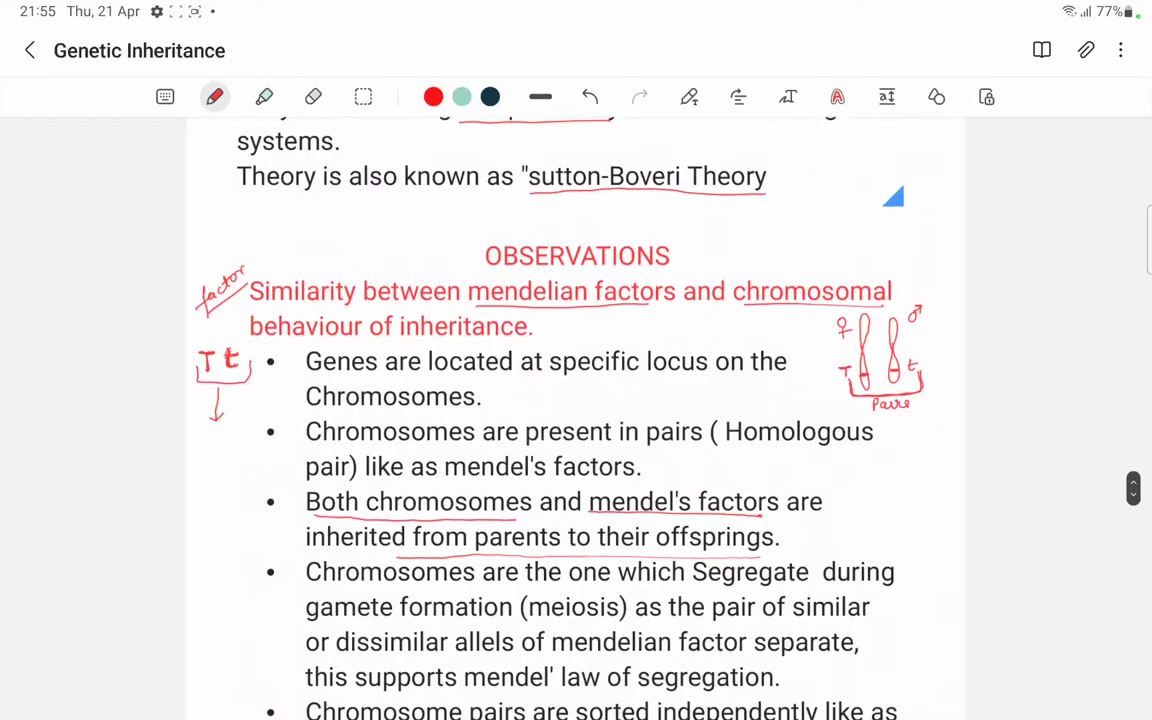 21:55 Thu, 21 Apr
77%
Genetic Inheritance
systems.
Theory is also known as "sutton-Boveri Theory
OBSERVATIONS
factor
Similarity between mendelian factors and chromosomal
behaviour of inheritance.
♀ ♂
T t
T t
Paire
• Genes are located at specific locus on the
Chromosomes.
• Chromosomes are present in pairs ( Homologous
pair) like as mendel's factors.
• Both chromosomes and mendel's factors are
inherited from parents to their offsprings.
• Chromosomes are the one which Segregate during
gamete formation (meiosis) as the pair of similar
or dissimilar allels of mendelian factor separate,
this supports mendel' law of segregation.
• Chromosome pairs are sorted independently like as